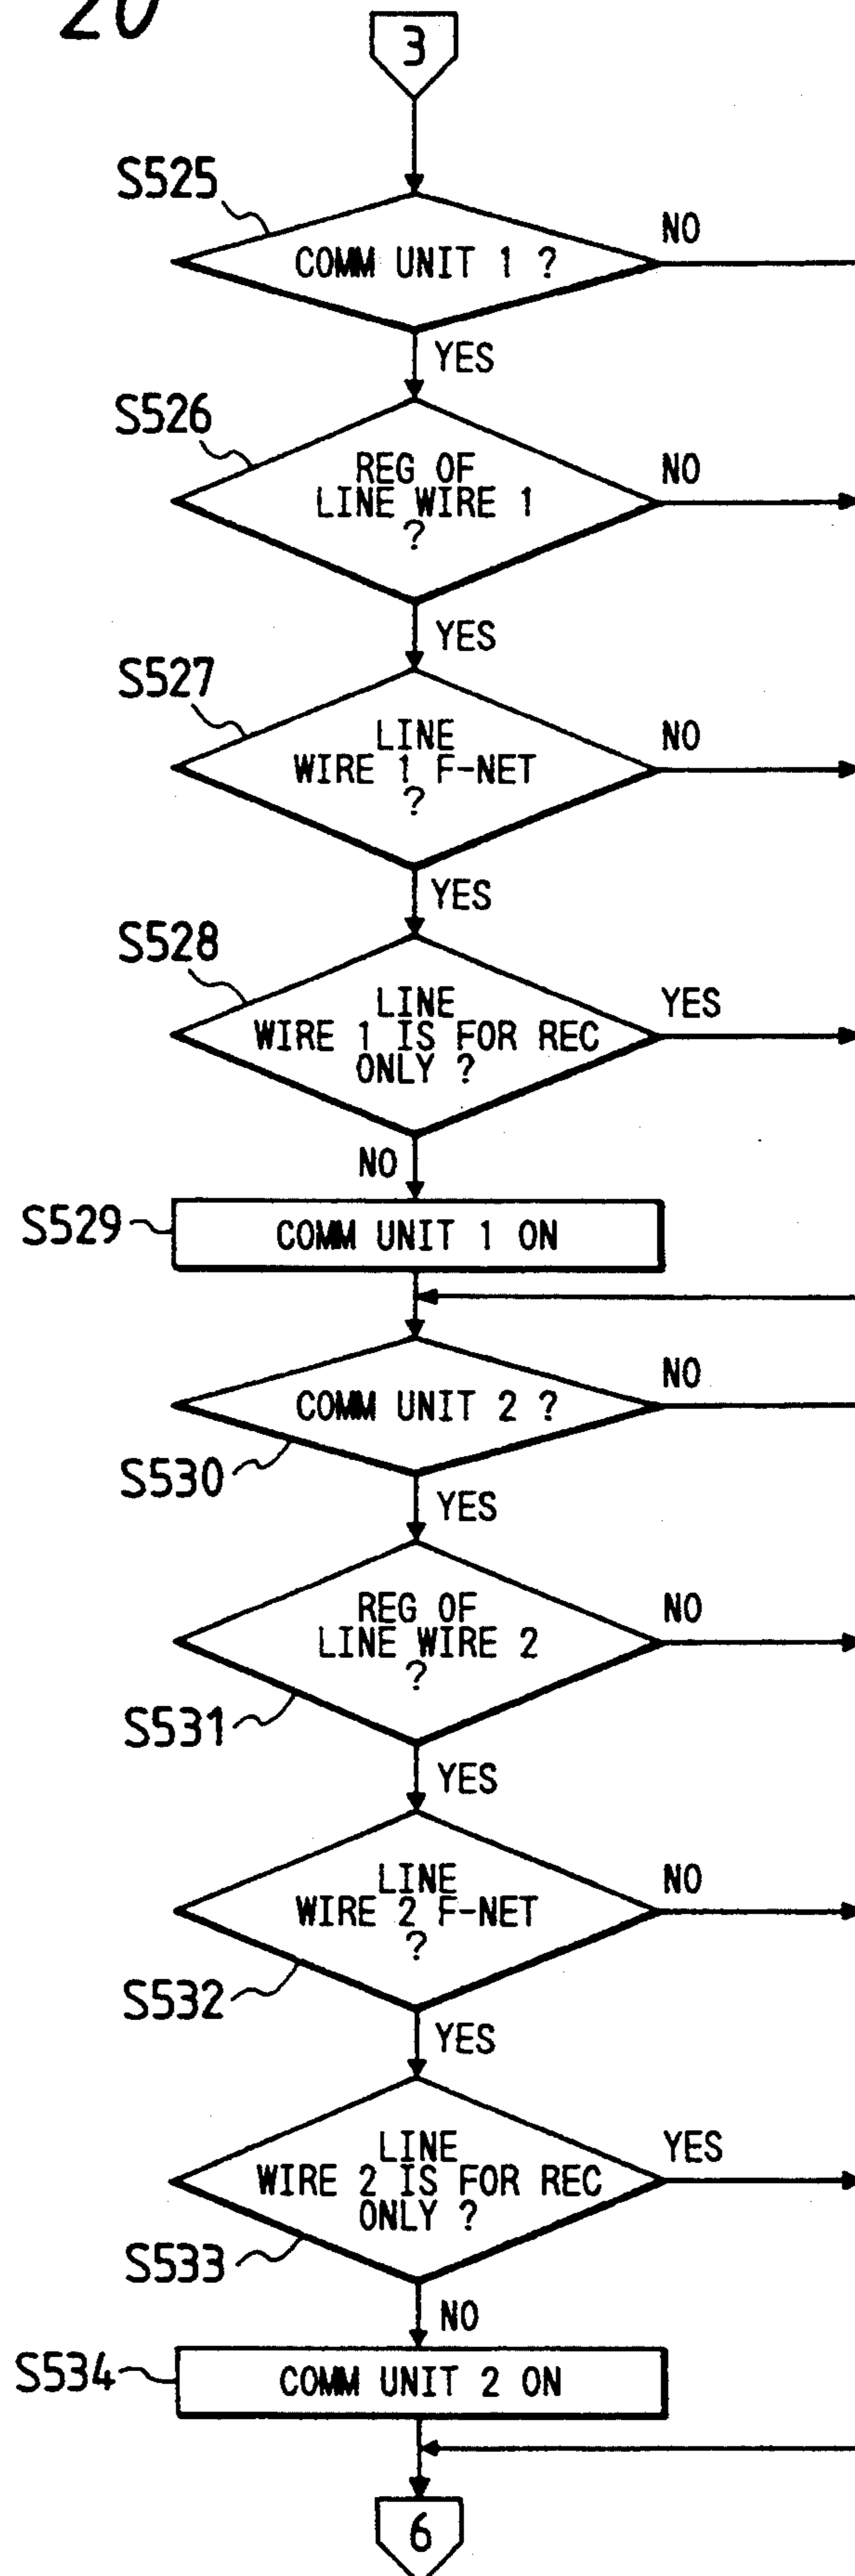 20
3
S525
COMM UNIT 1 ?
NO
YES
S526
REG OF
LINE WIRE 1
?
NO
YES
S527
LINE
WIRE 1 F-NET
?
NO
YES
S528
LINE
WIRE 1 IS FOR REC
ONLY ?
YES
NO
S529
COMM UNIT 1 ON
COMM UNIT 2 ?
NO
S530
YES
REG OF
LINE WIRE 2
?
NO
S531
YES
LINE
WIRE 2 F-NET
?
NO
S532
YES
LINE
WIRE 2 IS FOR REC
ONLY ?
YES
S533
NO
S534
COMM UNIT 2 ON
6